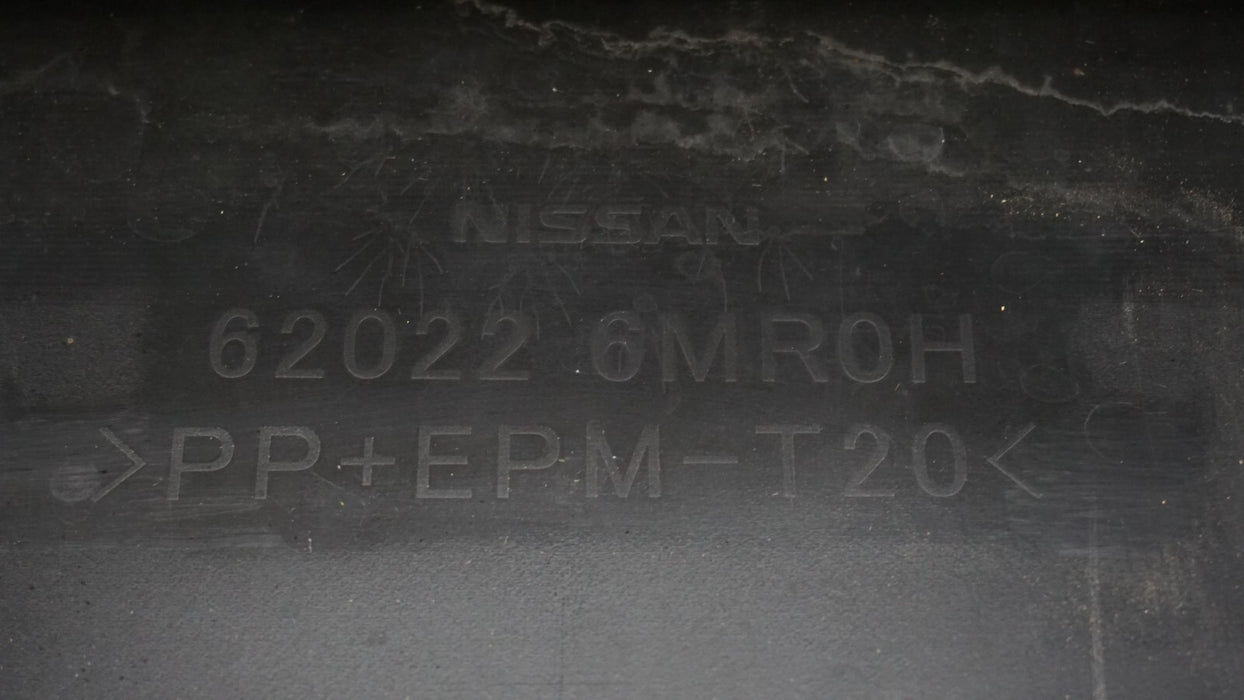 NISSAN
62022 6MR0H
>PP+EPM-T20<